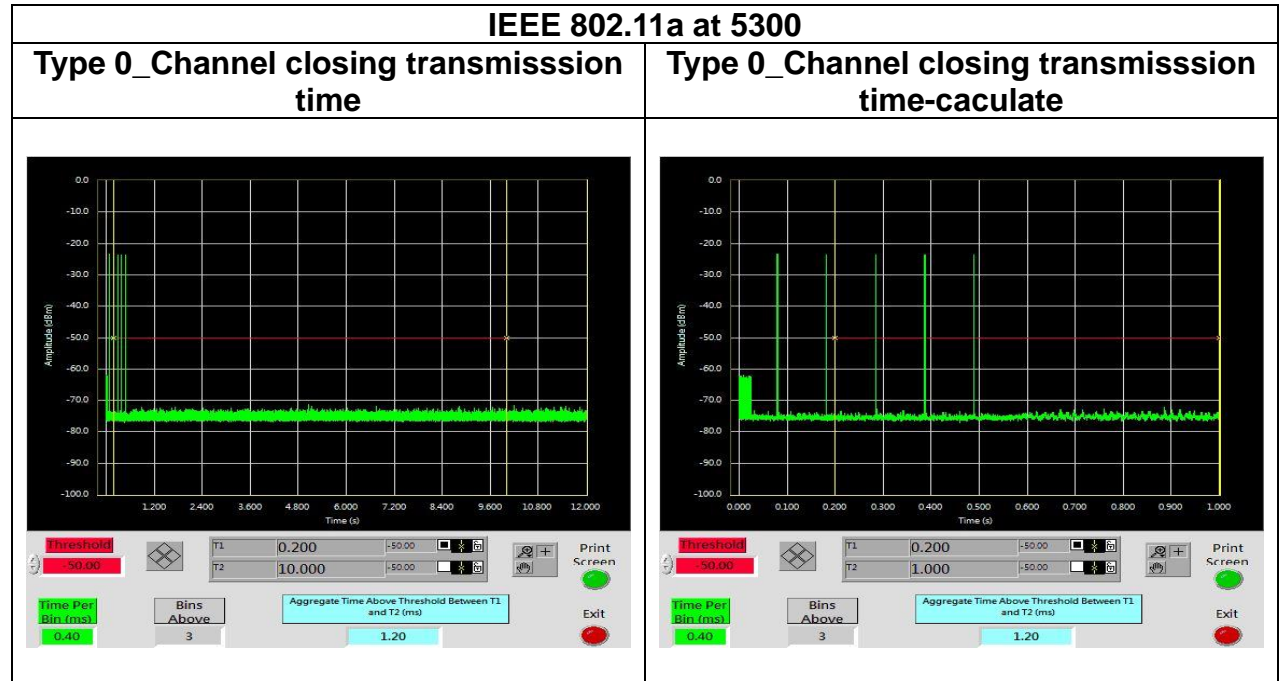 IEEE 802.11a at 5300
Type 0_Channel closing transmisssion
time
Type 0_Channel closing transmisssion
time-caculate
0.0
-10.0
-20.0
-30.0
-40.0
-50.0
-60.0
-70.0
-80.0
-90.0
-100.0
Amplitude (dBm)
1.200 2.400 3.600 4.800 6.000 7.200 8.400 9.600 10.800 12.000
Time (s)
Threshold
-50.00
T1 0.200 -50.00
T2 10.000 -50.00
Print
Screen
Time Per
Bin (ms)
0.40
Bins
Above
3
Aggregate Time Above Threshold Between T1
and T2 (ms)
1.20
Exit
0.0
-10.0
-20.0
-30.0
-40.0
-50.0
-60.0
-70.0
-80.0
-90.0
-100.0
Amplitude (dBm)
0.000 0.100 0.200 0.300 0.400 0.500 0.600 0.700 0.800 0.900 1.000
Time (s)
Threshold
-50.00
T1 0.200 -50.00
T2 1.000 -50.00
Print
Screen
Time Per
Bin (ms)
0.40
Bins
Above
3
Aggregate Time Above Threshold Between T1
and T2 (ms)
1.20
Exit